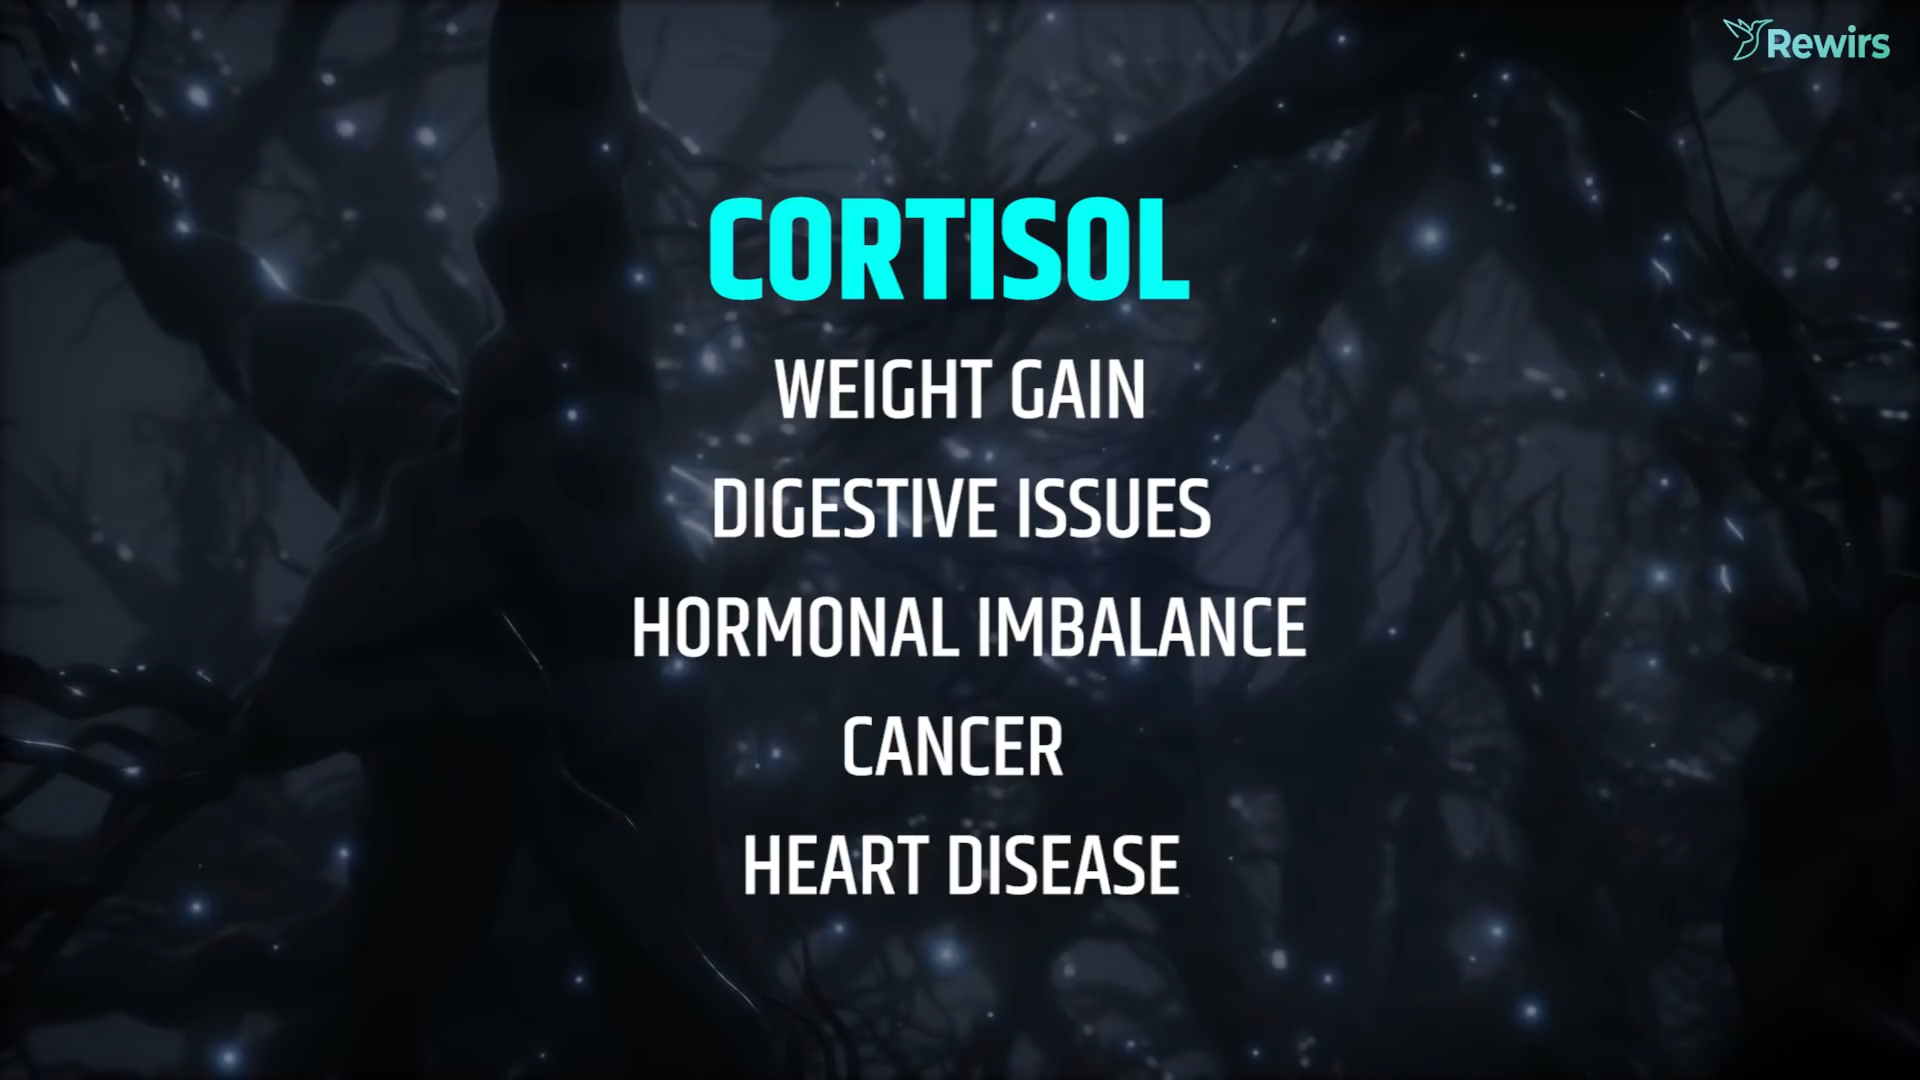 Rewirs
CORTISOL
WEIGHT GAIN
DIGESTIVE ISSUES
HORMONAL IMBALANCE
CANCER
HEART DISEASE